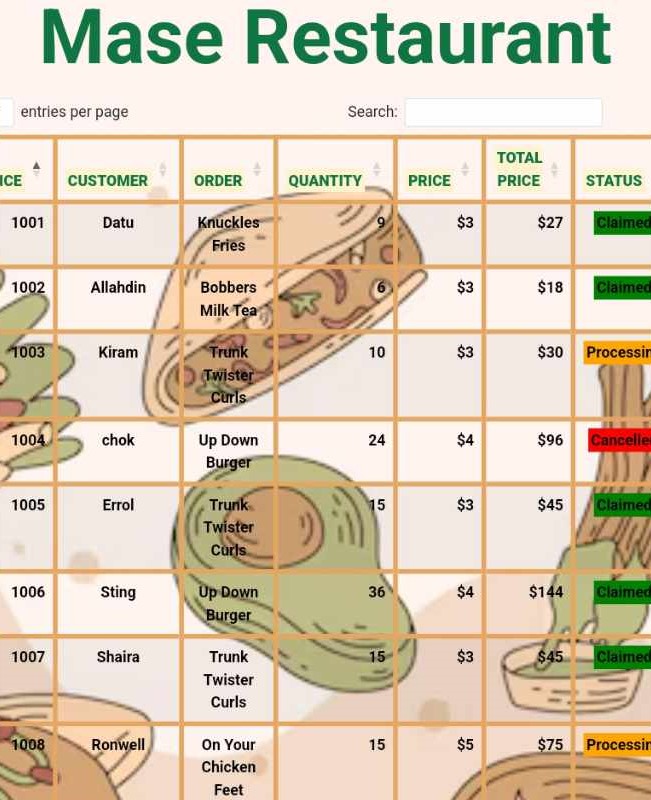 Mase Restaurant
entries per page Search:
ICE CUSTOMER ORDER QUANTITY PRICE TOTAL PRICE STATUS
1001 Datu Knuckles Fries 9 $3 $27 Claimed
1002 Allahdin Bobbers Milk Tea 6 $3 $18 Claimed
1003 Kiram Trunk Twister Curls 10 $3 $30 Processin
1004 chok Up Down Burger 24 $4 $96 Cancelle
1005 Errol Trunk Twister Curls 15 $3 $45 Claimed
1006 Sting Up Down Burger 36 $4 $144 Claimed
1007 Shaira Trunk Twister Curls 15 $3 $45 Claimed
1008 Ronwell On Your Chicken Feet 15 $5 $75 Processin